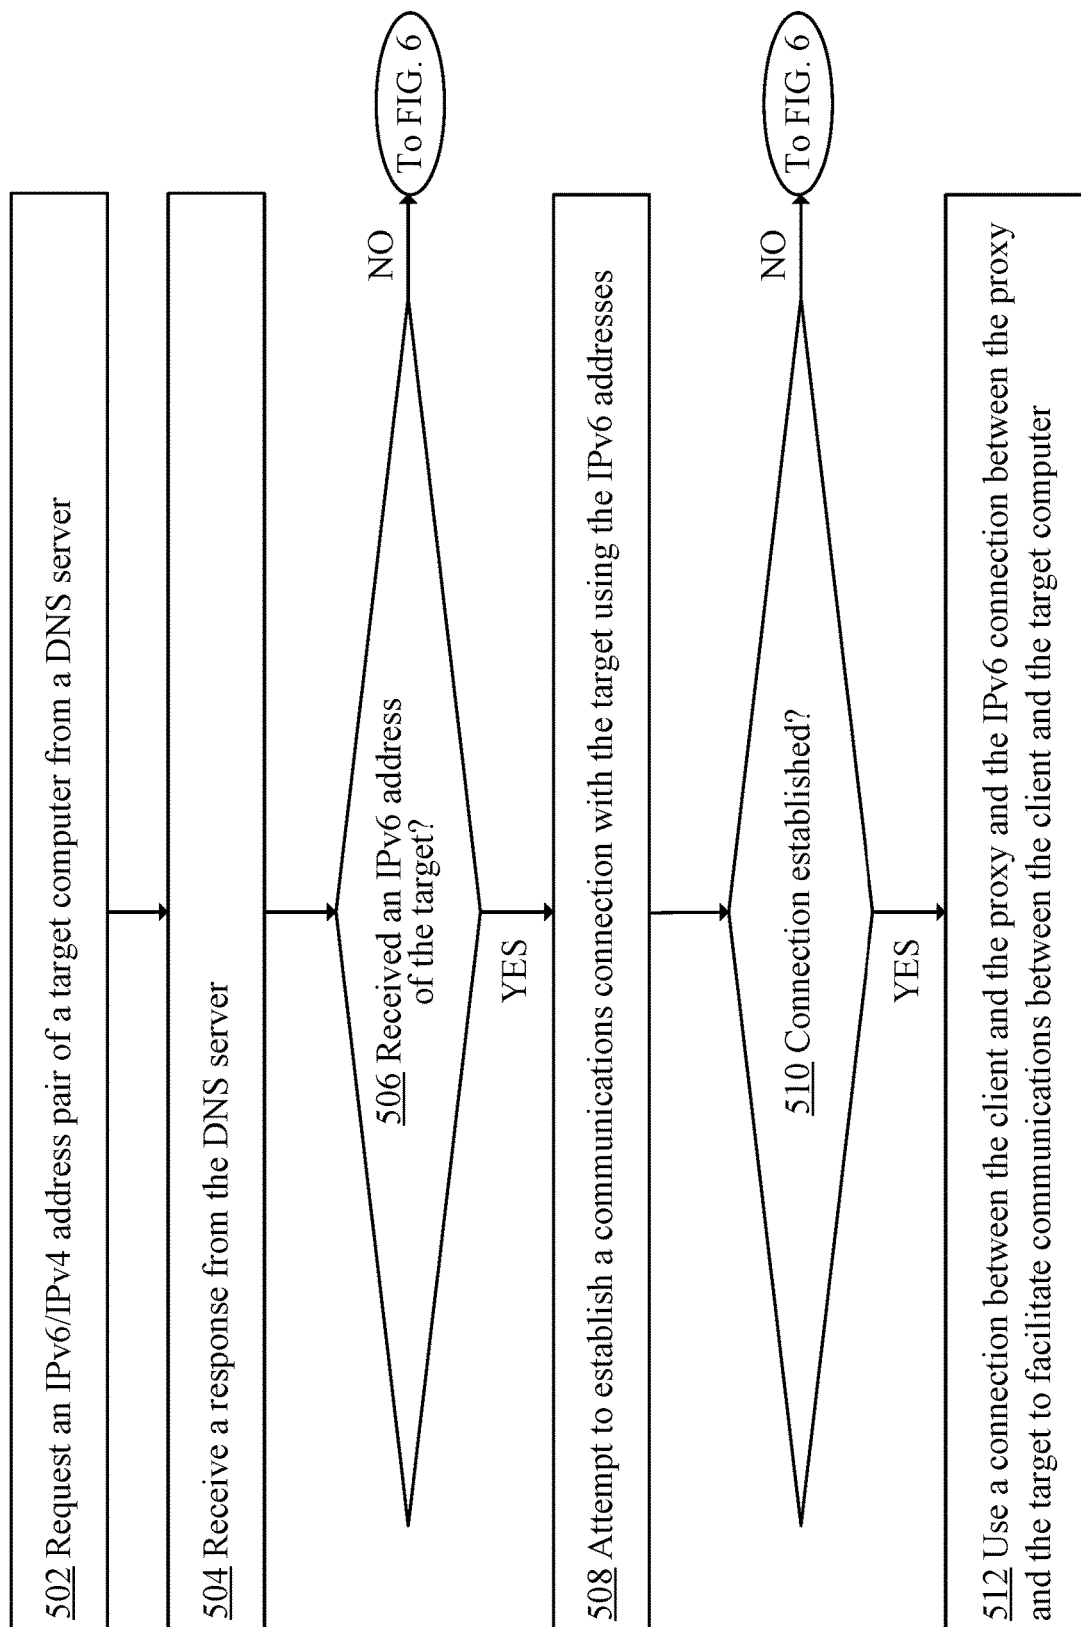 502 Request an IPv6/IPv4 address pair of a target computer from a DNS server
504 Receive a response from the DNS server
506 Received an IPv6 address
of the target?
NO
To FIG. 6
YES
508 Attempt to establish a communications connection with the target using the IPv6 addresses
510 Connection established?
NO
To FIG. 6
YES
512 Use a connection between the client and the proxy and the IPv6 connection between the proxy
and the target to facilitate communications between the client and the target computer